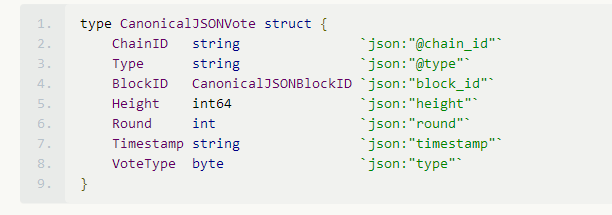 1. type CanonicalJSONVote struct {
2.     ChainID   string               `json:"@chain_id"`
3.     Type      string               `json:"@type"`
4.     BlockID   CanonicalJSONBlockID `json:"block_id"`
5.     Height    int64                `json:"height"`
6.     Round     int                  `json:"round"`
7.     Timestamp string               `json:"timestamp"`
8.     VoteType  byte                 `json:"type"`
9. }